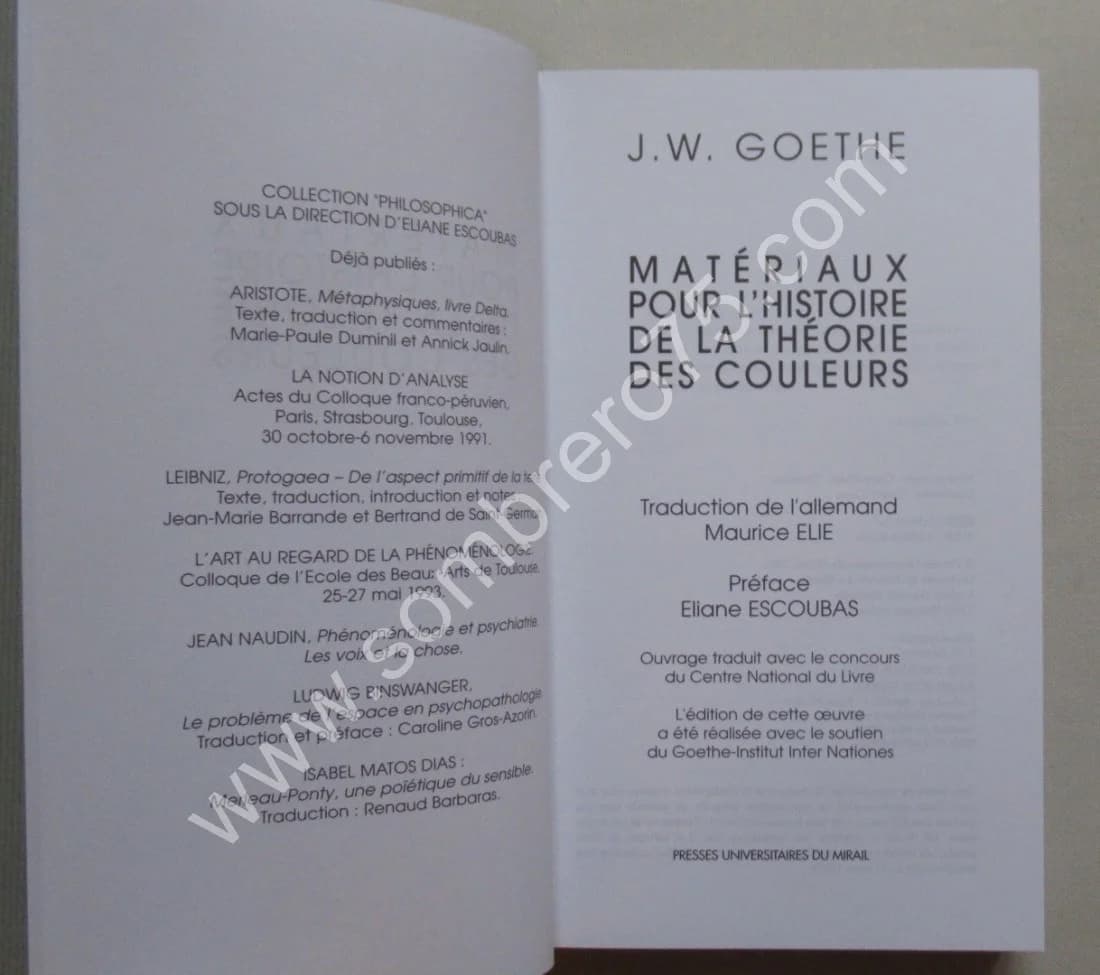 COLLECTION "PHILOSOPHICA"
SOUS LA DIRECTION D'ELIANE ESCOUBAS
Déjà publiés :
ARISTOTE, Métaphysiques, livre Delta.
Texte, traduction et commentaires :
Marie-Paule Duminil et Annick Jaulin.
LA NOTION D'ANALYSE
Actes du Colloque franco-péruvien,
Paris, Strasbourg, Toulouse,
30 octobre-6 novembre 1991.
LEIBNIZ, Protogaea – De l'aspect primitif de la
Texte, traduction, introduction et notes
Jean-Marie Barrande et Bertrand de Saint-Germain
L'ART AU REGARD DE LA PHÉNOMÉNOLOGIE
Colloque de l'Ecole des Beaux-Arts de Toulouse.
25-27 mai 1993.
JEAN NAUDIN, Phénoménologie et psychiatrie.
Les voix et la chose.
LUDWIG BINSWANGER,
Le problème de l'espace en psychopathologie
Traduction et préface : Caroline Gros-Azorin.
ISABEL MATOS DIAS :
Merleau-Ponty, une poïétique du sensible.
Traduction : Renaud Barbaras.
J.W. GOETHE
MATÉRIAUX
POUR L'HISTOIRE
DE LA THÉORIE
DES COULEURS
Traduction de l'allemand
Maurice ELIE
Préface
Eliane ESCOUBAS
Ouvrage traduit avec le concours
du Centre National du Livre
L'édition de cette œuvre
a été réalisée avec le soutien
du Goethe-Institut Inter Nationes
PRESSES UNIVERSITAIRES DU MIRAIL
www.sombrero75.com